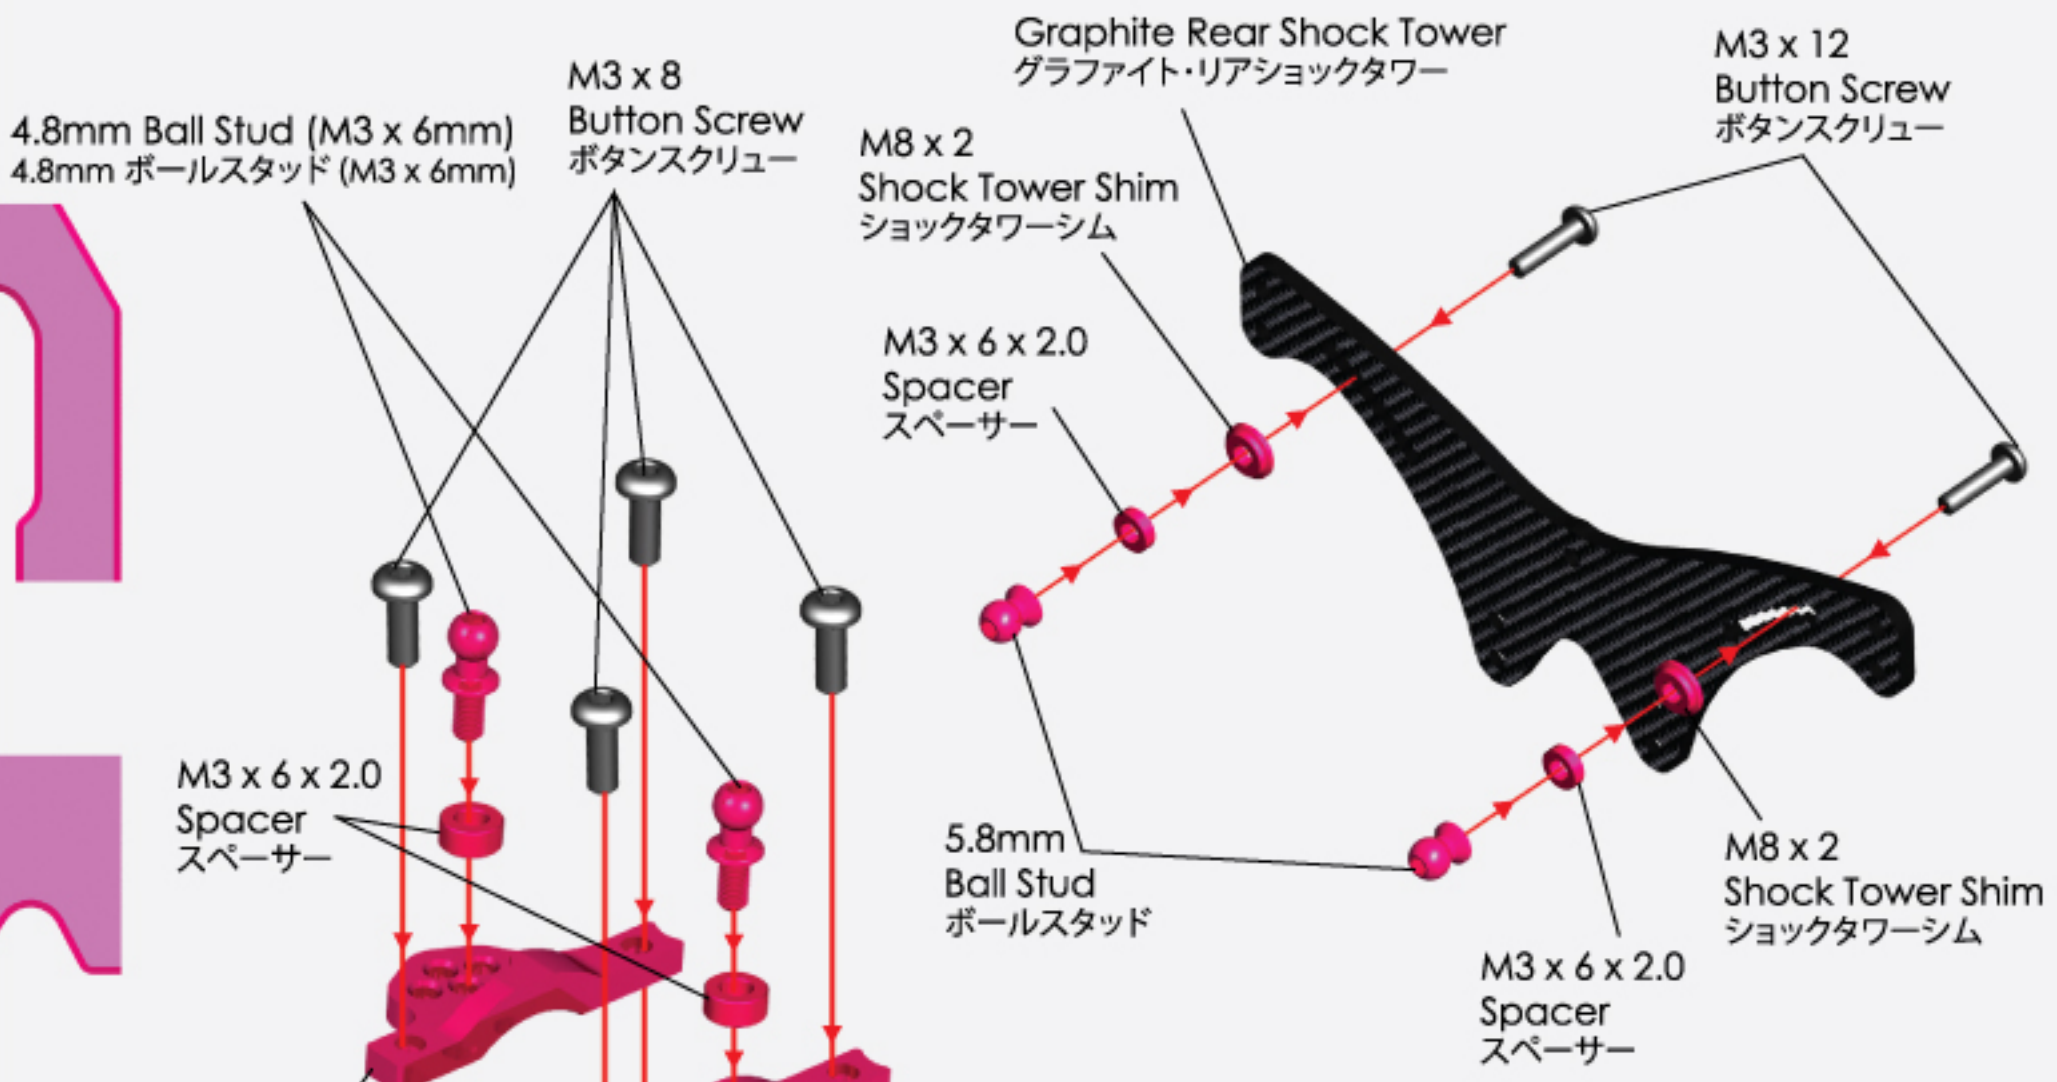 Graphite Rear Shock Tower
グラファイト・リアショックタワー
M3 x 12
Button Screw
ボタンスクリュー
M3 x 8
Button Screw
ボタンスクリュー
4.8mm Ball Stud (M3 x 6mm)
4.8mm ボールスタッド (M3 x 6mm)
M8 x 2
Shock Tower Shim
ショックタワーシム
M3 x 6 x 2.0
Spacer
スペーサー
M3 x 6 x 2.0
Spacer
スペーサー
5.8mm
Ball Stud
ボールスタッド
M8 x 2
Shock Tower Shim
ショックタワーシム
M3 x 6 x 2.0
Spacer
スペーサー